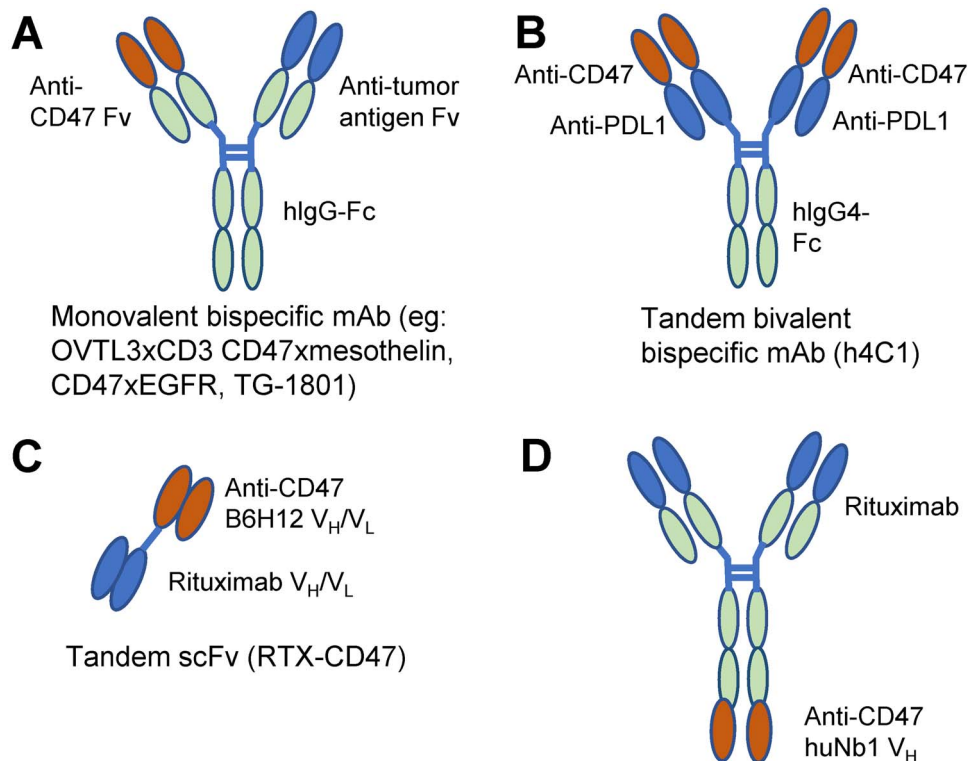 A
Anti-
CD47 Fv
Anti-tumor
antigen Fv
hIgG-Fc
Monovalent bispecific mAb (eg:
OVTL3xCD3 CD47xmesothelin,
CD47xEGFR, TG-1801)
B
Anti-CD47
Anti-CD47
Anti-PDL1
Anti-PDL1
hIgG4-
Fc
Tandem bivalent
bispecific mAb (h4C1)
C
Anti-CD47
B6H12 VH/VL
Rituximab VH/VL
Tandem scFv (RTX-CD47)
D
Rituximab
Anti-CD47
huNb1 VH